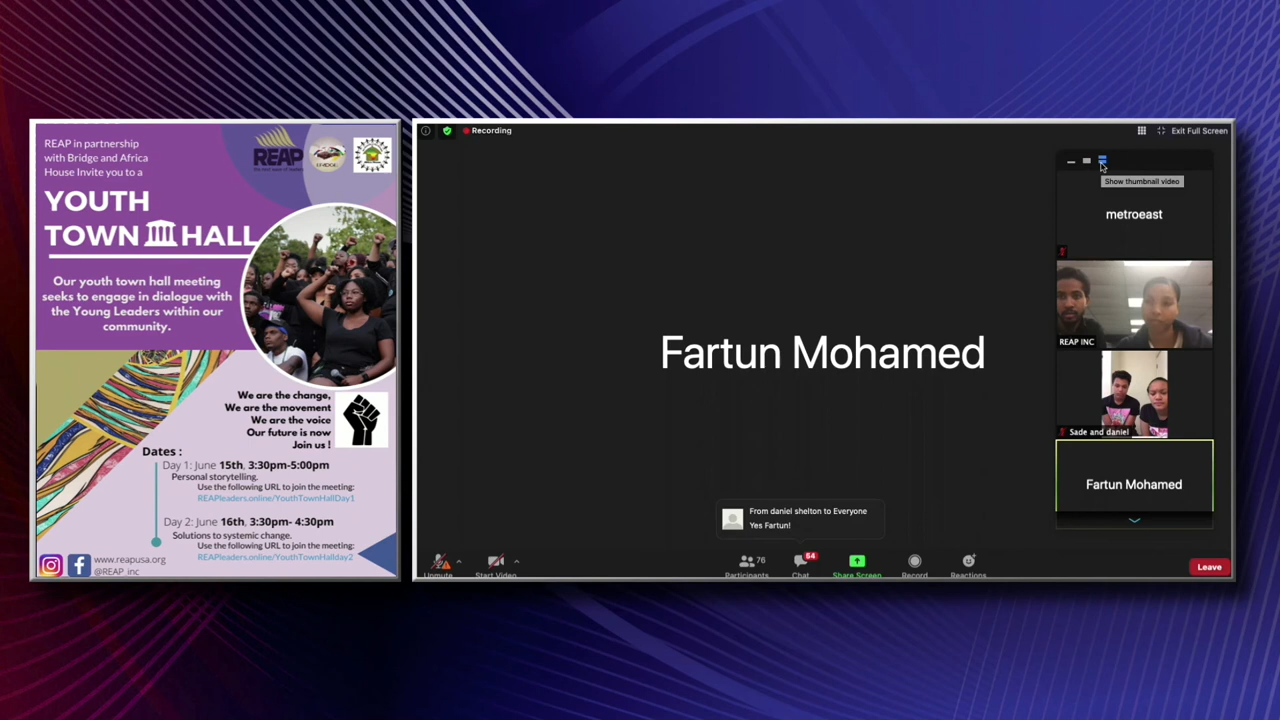 REAP in partnership
with Bridge and Africa
House Invite you to a
REAP
YOUTH
TOWN HALL
Our youth town hall meeting
seeks to engage in dialogue with
the Young Leaders within our
community.
We are the change,
We are the movement
We are the voice
Our future is now
Join us !
Dates :
Day 1: June 15th, 3:30pm-5:00pm
Personal storytelling.
Use the following URL to join the meeting:
REAPleaders.online/YouthTownHallDay1
Day 2: June 16th, 3:30pm- 4:30pm
Solutions to systemic change.
Use the following URL to join the meeting:
REAPleaders.online/YouthTownHallday2
www.reapusa.org
@REAP_inc
Recording
Exit Full Screen
Show thumbnail video
metroeast
REAP INC
Sade and daniel
Fartun Mohamed
Fartun Mohamed
From daniel shelton to Everyone
Yes Fartun!
76
64
Unmute
Start Video
Participants
Chat
Share Screen
Record
Reactions
Leave